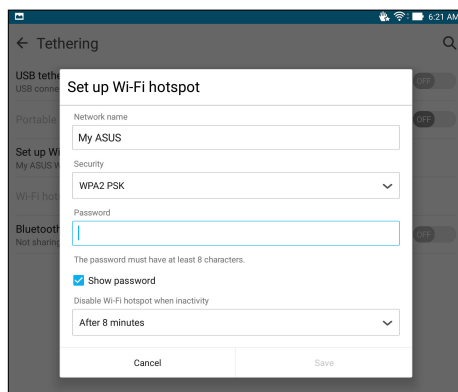 6:21 AM
Tethering
USB tethe
USB conne
OFF
Portable
OFF
Set up Wi
My ASUS W
Wi-Fi hot
Bluetooth
Not sharing
OFF
Set up Wi-Fi hotspot
Network name
My ASUS
Security
WPA2 PSK
Password
The password must have at least 8 characters.
Show password
Disable Wi-Fi hotspot when inactivity
After 8 minutes
Cancel
Save